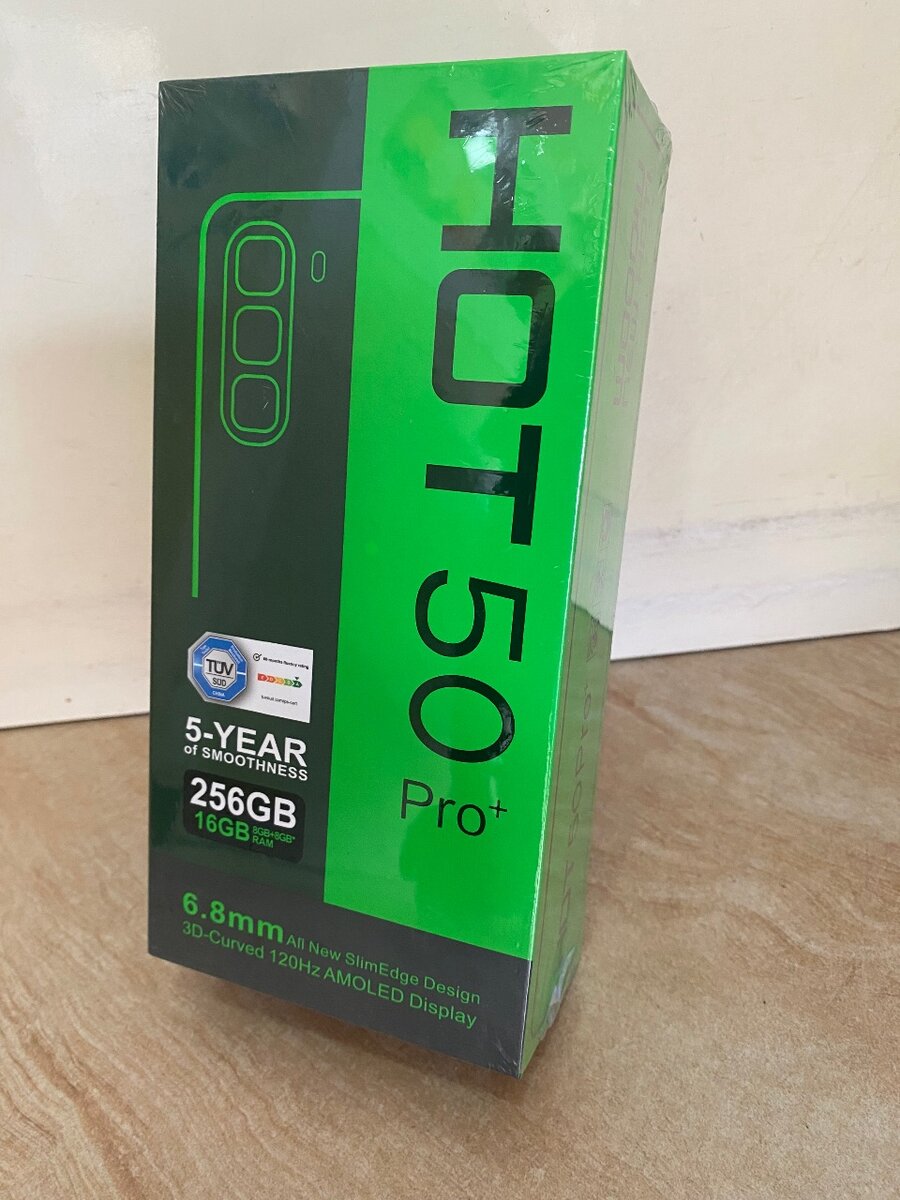 HOT 50
Pro+
TÜV
SÜD
CHINA
5-YEAR
of SMOOTHNESS
256GB
16GB 8GB+8GB*
RAM
6.8mm All New SlimEdge Design
3D-Curved 120Hz AMOLED Display